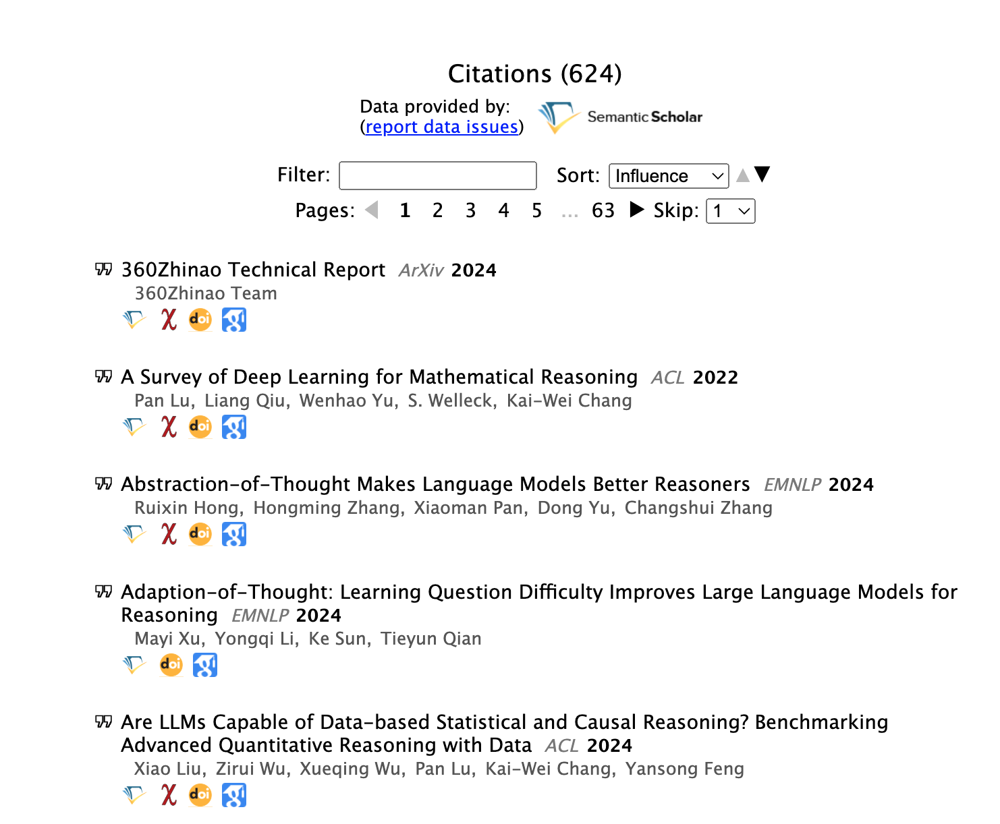 Citations (624)
Data provided by:
(report data issues)
Semantic Scholar
Filter: Sort: Influence
Pages: 1 2 3 4 5 ... 63 Skip: 1
360Zhinao Technical Report ArXiv 2024
360Zhinao Team
χ doi g
A Survey of Deep Learning for Mathematical Reasoning ACL 2022
Pan Lu, Liang Qiu, Wenhao Yu, S. Welleck, Kai-Wei Chang
χ doi g
Abstraction-of-Thought Makes Language Models Better Reasoners EMNLP 2024
Ruixin Hong, Hongming Zhang, Xiaoman Pan, Dong Yu, Changshui Zhang
χ doi g
Adaption-of-Thought: Learning Question Difficulty Improves Large Language Models for
Reasoning EMNLP 2024
Mayi Xu, Yongqi Li, Ke Sun, Tieyun Qian
doi g
Are LLMs Capable of Data-based Statistical and Causal Reasoning? Benchmarking
Advanced Quantitative Reasoning with Data ACL 2024
Xiao Liu, Zirui Wu, Xueqing Wu, Pan Lu, Kai-Wei Chang, Yansong Feng
χ doi g